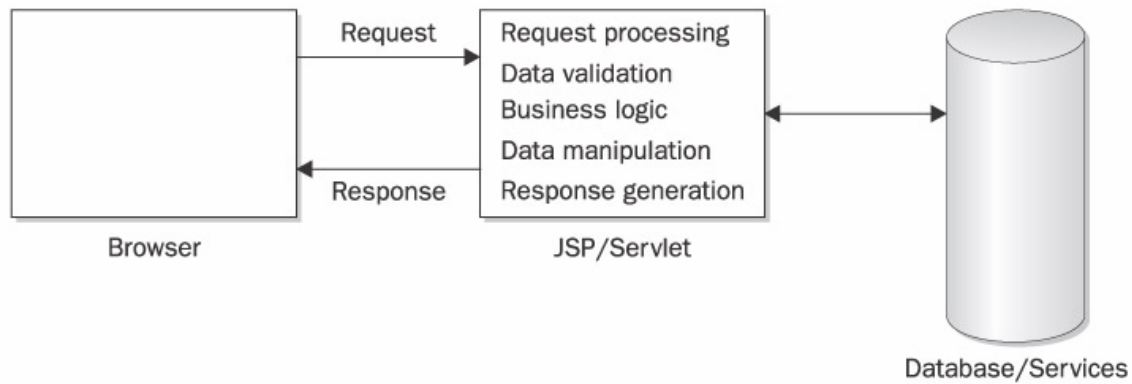 Request
Response
Browser
Request processing
Data validation
Business logic
Data manipulation
Response generation
JSP/Servlet
Database/Services